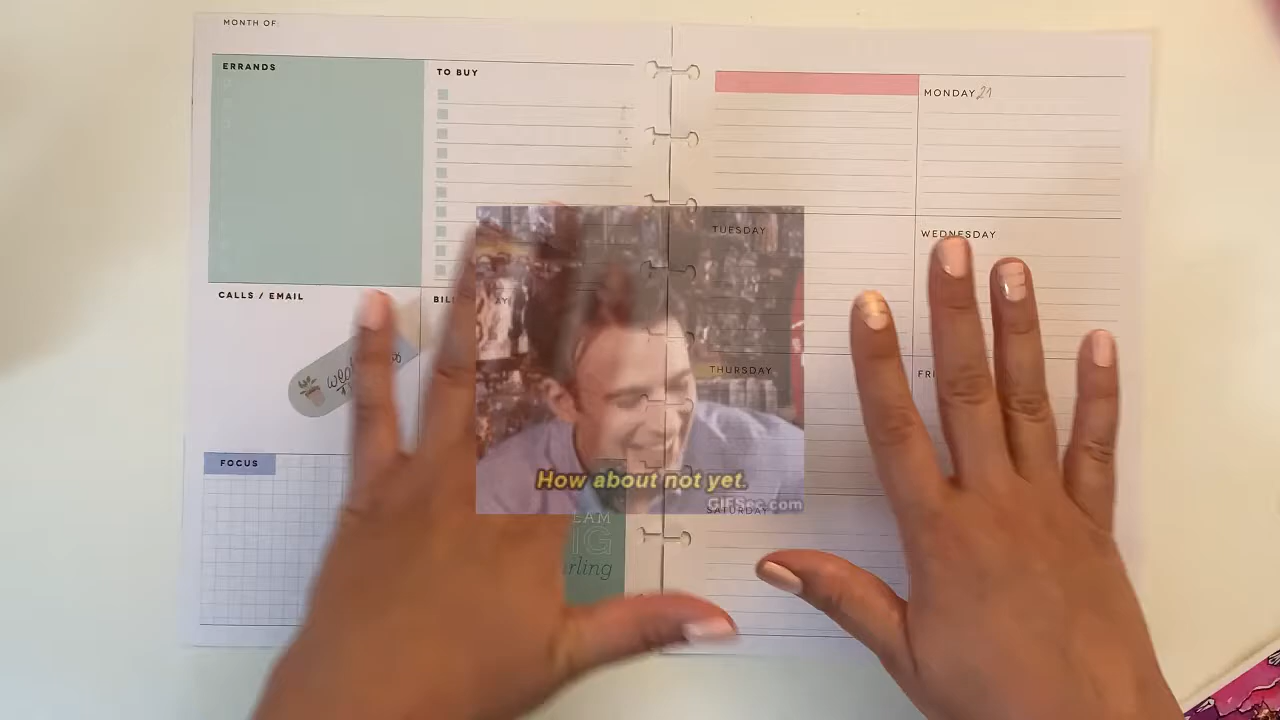 MONTH OF:
ERRANDS
TO BUY
MONDAY 21
TUESDAY
WEDNESDAY
CALLS / EMAIL
THURSDAY
FOCUS
How about not yet.
GIFSec.com
SATURDAY